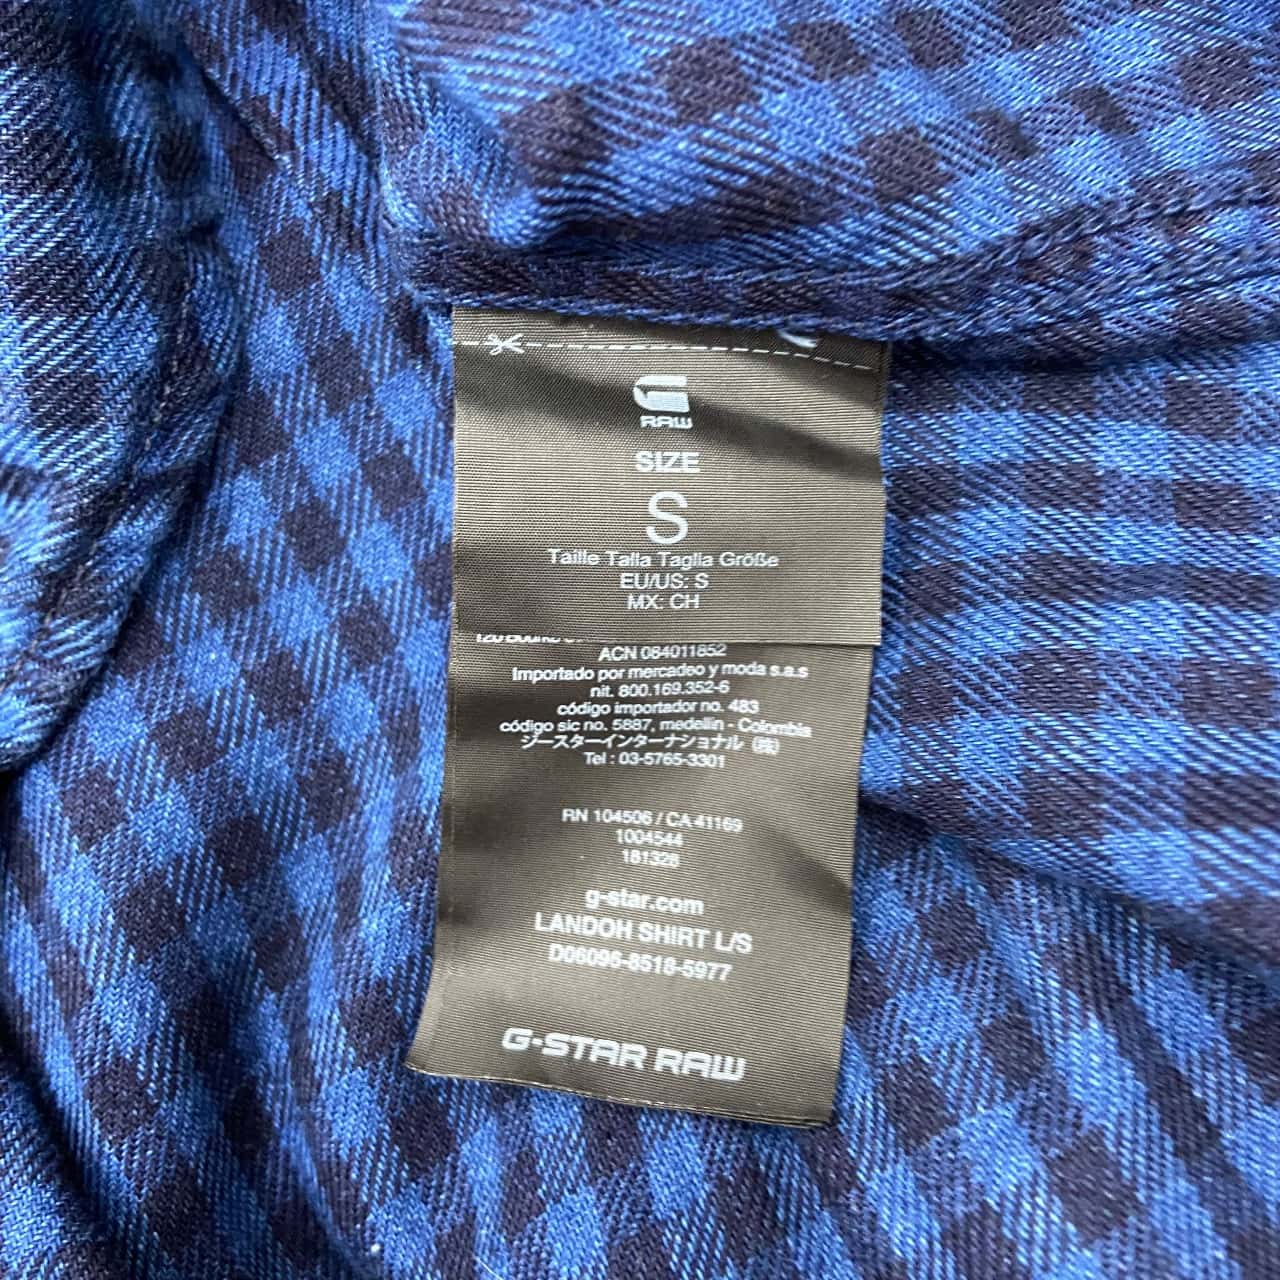 RAW
SIZE
S
Taille Talla Taglia Größe
EU/US: S
MX: CH
ACN 084011852
Importado por mercadeo y moda s.a.s
nit. 800.169.352-6
código importador no. 483
código sic no. 5887, medellin - Colombia
ジースターインターナショナル（株）
Tel : 03-5765-3301
RN 104506 / CA 41169
1004544
181328
g-star.com
LANDOH SHIRT L/S
D06096-8518-5977
G-STAR RAW